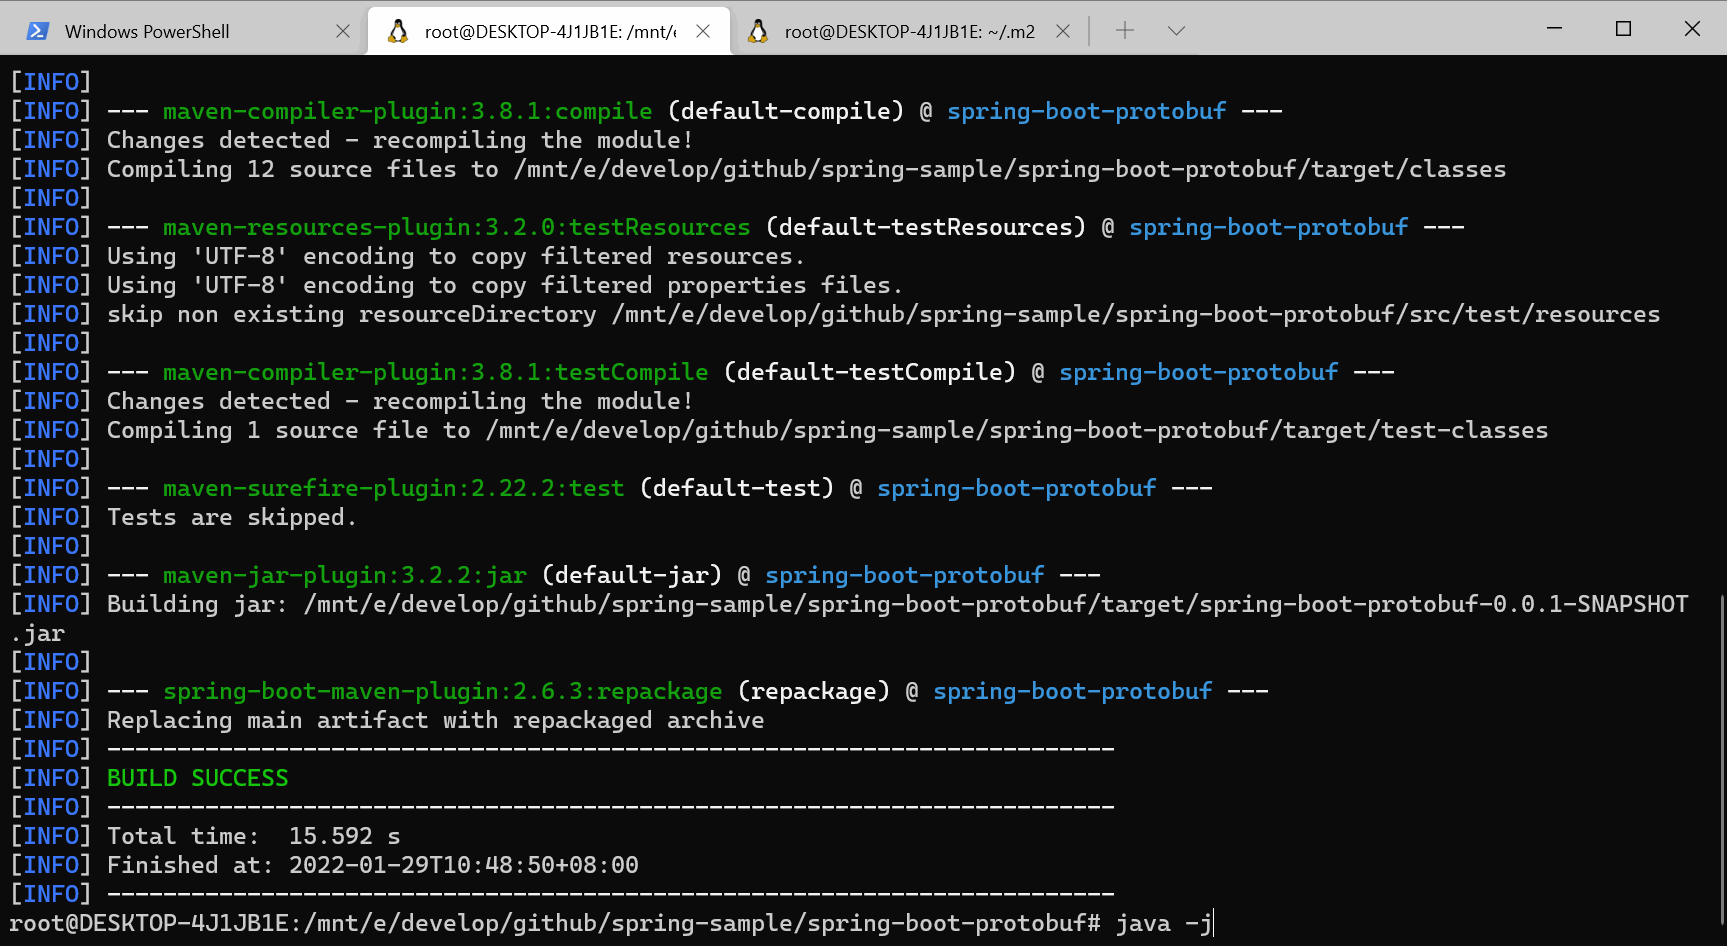 Windows PowerShell
root@DESKTOP-4J1JB1E: /mnt/e
root@DESKTOP-4J1JB1E: ~/.m2
[INFO]
[INFO] --- maven-compiler-plugin:3.8.1:compile (default-compile) @ spring-boot-protobuf ---
[INFO] Changes detected - recompiling the module!
[INFO] Compiling 12 source files to /mnt/e/develop/github/spring-sample/spring-boot-protobuf/target/classes
[INFO]
[INFO] --- maven-resources-plugin:3.2.0:testResources (default-testResources) @ spring-boot-protobuf ---
[INFO] Using 'UTF-8' encoding to copy filtered resources.
[INFO] Using 'UTF-8' encoding to copy filtered properties files.
[INFO] skip non existing resourceDirectory /mnt/e/develop/github/spring-sample/spring-boot-protobuf/src/test/resources
[INFO]
[INFO] --- maven-compiler-plugin:3.8.1:testCompile (default-testCompile) @ spring-boot-protobuf ---
[INFO] Changes detected - recompiling the module!
[INFO] Compiling 1 source file to /mnt/e/develop/github/spring-sample/spring-boot-protobuf/target/test-classes
[INFO]
[INFO] --- maven-surefire-plugin:2.22.2:test (default-test) @ spring-boot-protobuf ---
[INFO] Tests are skipped.
[INFO]
[INFO] --- maven-jar-plugin:3.2.2:jar (default-jar) @ spring-boot-protobuf ---
[INFO] Building jar: /mnt/e/develop/github/spring-sample/spring-boot-protobuf/target/spring-boot-protobuf-0.0.1-SNAPSHOT
.jar
[INFO]
[INFO] --- spring-boot-maven-plugin:2.6.3:repackage (repackage) @ spring-boot-protobuf ---
[INFO] Replacing main artifact with repackaged archive
[INFO] ------------------------------------------------------------------------
[INFO] BUILD SUCCESS
[INFO] ------------------------------------------------------------------------
[INFO] Total time:  15.592 s
[INFO] Finished at: 2022-01-29T10:48:50+08:00
[INFO] ------------------------------------------------------------------------
root@DESKTOP-4J1JB1E:/mnt/e/develop/github/spring-sample/spring-boot-protobuf# java -j